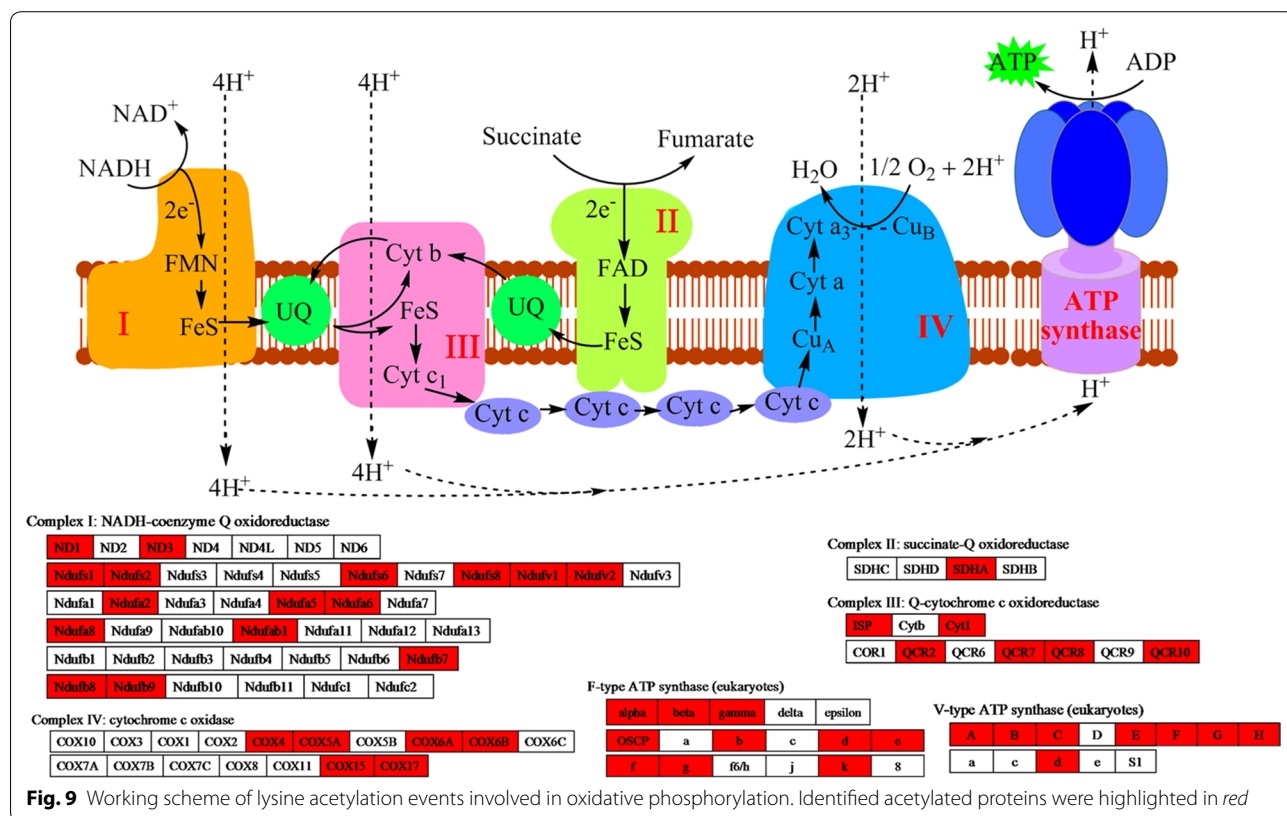 H+
4H+ 4H+ 2H+ ATP ADP
NAD+
Succinate Fumarate
NADH H2O 1/2 O2 + 2H+
2e- 2e- II
Cyt a3 CuB
Cyt b
FMN FAD
Cyt a
UQ FeS UQ ATP
I FeS III FeS CuA IV synthase
Cyt c1 H+
Cyt c Cyt c Cyt c Cyt c
4H+ 4H+ 2H+
Complex I: NADH-coenzyme Q oxidoreductase
ND1 ND2 ND3 ND4 ND4L ND5 ND6
Ndufs1 Ndufs2 Ndufs3 Ndufs4 Ndufs5 Ndufs6 Ndufs7 Ndufs8 Ndufv1 Ndufv2 Ndufv3
Ndufa1 Ndufa2 Ndufa3 Ndufa4 Ndufa5 Ndufa6 Ndufa7
Ndufa8 Ndufa9 Ndufab10 Ndufab1 Ndufa11 Ndufa12 Ndufa13
Ndufb1 Ndufb2 Ndufb3 Ndufb4 Ndufb5 Ndufb6 Ndufb7
Ndufb8 Ndufb9 Ndufb10 Ndufb11 Ndufc1 Ndufc2
Complex II: succinate-Q oxidoreductase
SDHC SDHD SDHA SDHB
Complex III: Q-cytochrome c oxidoreductase
ISP Cytb Cyt1
COR1 QCR2 QCR6 QCR7 QCR8 QCR9 QCR10
Complex IV: cytochrome c oxidase
COX10 COX3 COX1 COX2 COX4 COX5A COX5B COX6A COX6B COX6C
COX7A COX7B COX7C COX8 COX11 COX15 COX17
F-type ATP synthase (eukaryotes)
alpha beta gamma delta epsilon
OSCP a b c d e
f g f6/h j k 8
V-type ATP synthase (eukaryotes)
A B C D E F G H
a c d e S1
Fig. 9 Working scheme of lysine acetylation events involved in oxidative phosphorylation. Identified acetylated proteins were highlighted in red